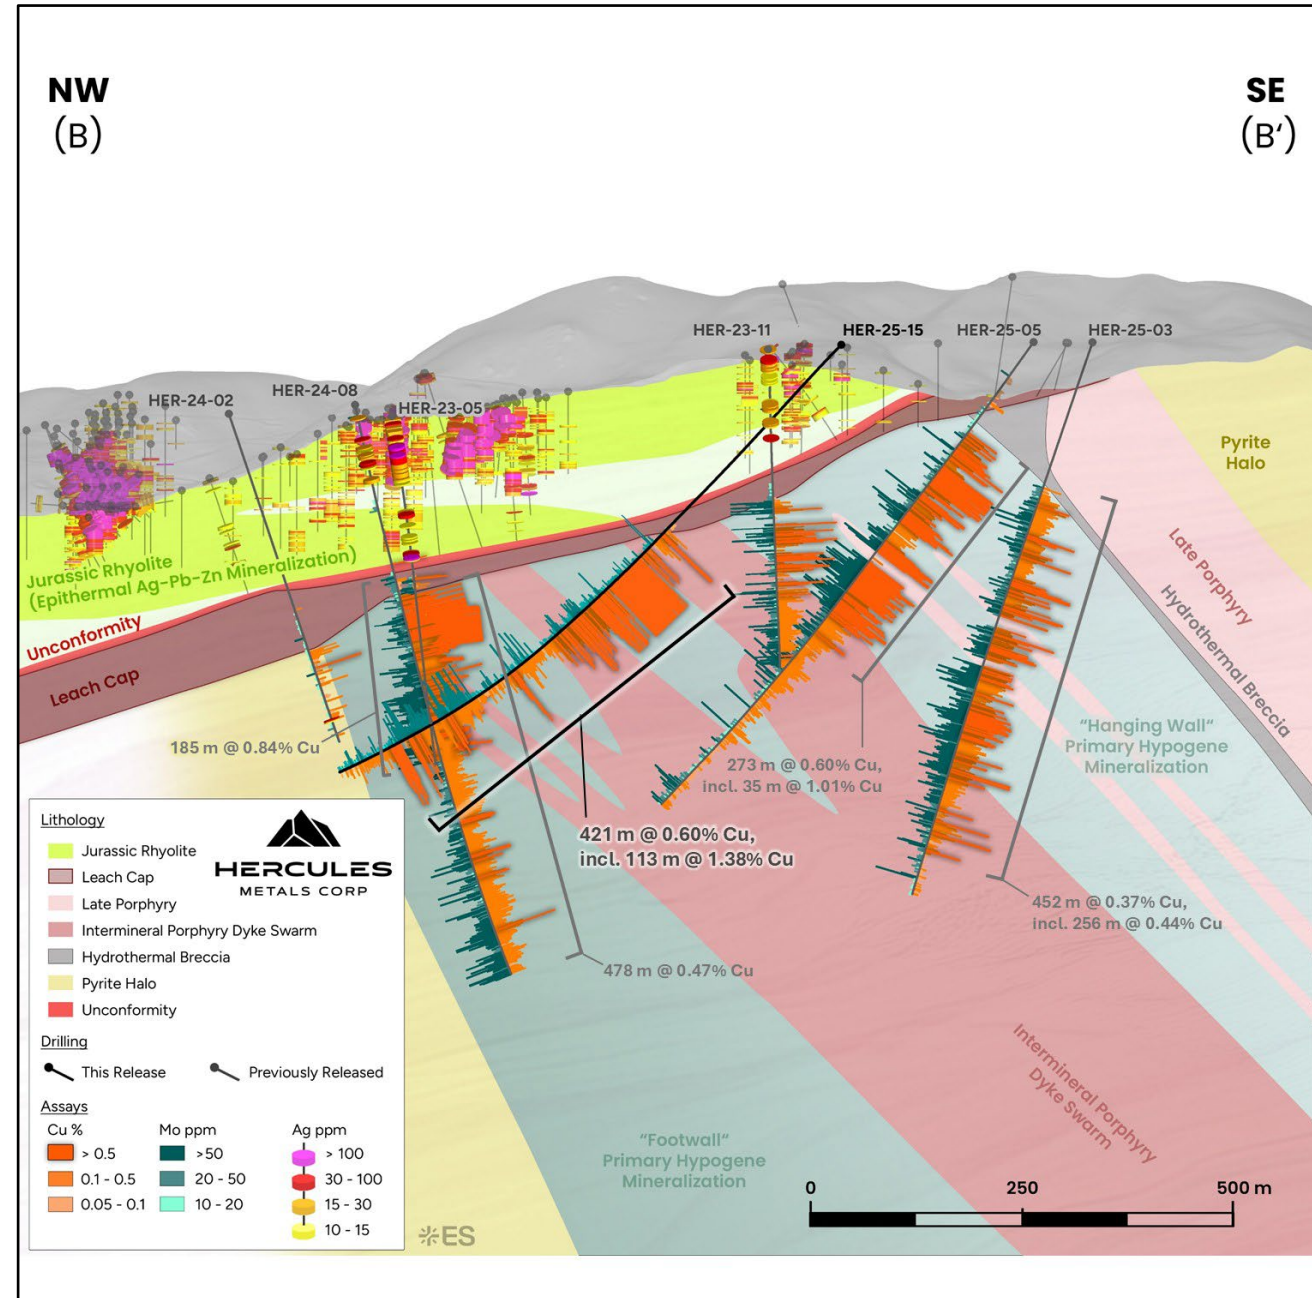 NW
(B)
SE
(B‘)
HER-23-11
HER-25-15
HER-25-05
HER-25-03
HER-24-02
HER-24-08
HER-23-05
Pyrite
Halo
Jurassic Rhyolite
(Epithermal Ag-Pb-Zn Mineralization)
Unconformity
Leach Cap
Late Porphyry
Hydrothermal Breccia
"Hanging Wall"
Primary Hypogene
Mineralization
185 m @ 0.84% Cu
273 m @ 0.60% Cu,
incl. 35 m @ 1.01% Cu
421 m @ 0.60% Cu,
incl. 113 m @ 1.38% Cu
452 m @ 0.37% Cu,
incl. 256 m @ 0.44% Cu
478 m @ 0.47% Cu
Intermineral Porphyry
Dyke Swarm
"Footwall"
Primary Hypogene
Mineralization
Lithology
Jurassic Rhyolite
Leach Cap
Late Porphyry
Intermineral Porphyry Dyke Swarm
Hydrothermal Breccia
Pyrite Halo
Unconformity
HERCULES
METALS CORP
Drilling
This Release
Previously Released
Assays
Cu %
> 0.5
0.1 - 0.5
0.05 - 0.1
Mo ppm
>50
20 - 50
10 - 20
Ag ppm
> 100
30 - 100
15 - 30
10 - 15
ES
0
250
500 m